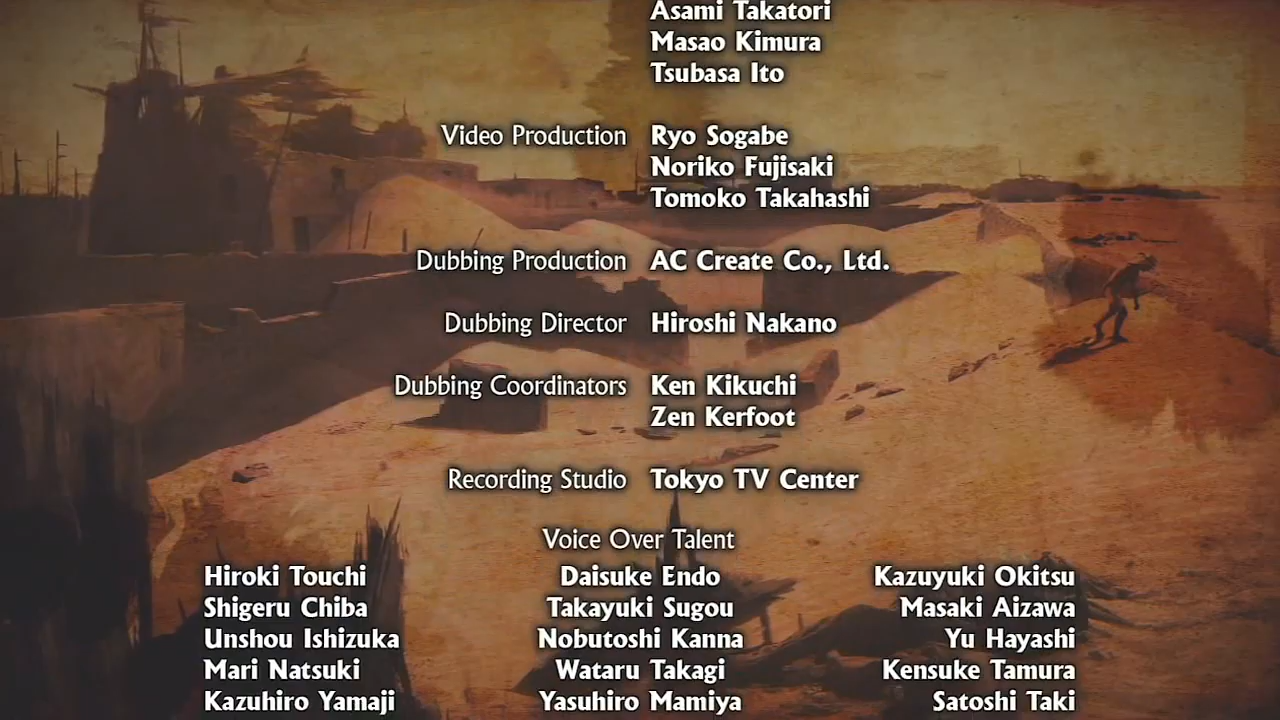 Asami Takatori
Masao Kimura
Tsubasa Ito
Video Production Ryo Sogabe
Noriko Fujisaki
Tomoko Takahashi
Dubbing Production AC Create Co., Ltd.
Dubbing Director Hiroshi Nakano
Dubbing Coordinators Ken Kikuchi
Zen Kerfoot
Recording Studio Tokyo TV Center
Voice Over Talent
Hiroki Touchi Daisuke Endo Kazuyuki Okitsu
Shigeru Chiba Takayuki Sugou Masaki Aizawa
Unshou Ishizuka Nobutoshi Kanna Yu Hayashi
Mari Natsuki Wataru Takagi Kensuke Tamura
Kazuhiro Yamaji Yasuhiro Mamiya Satoshi Taki